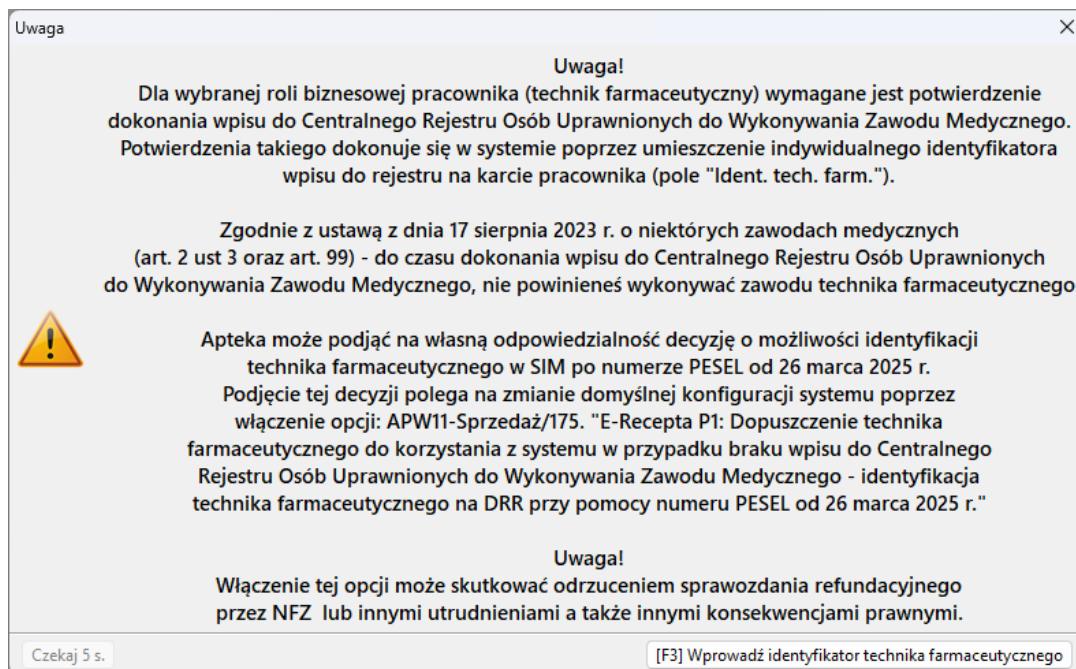 Uwaga
Uwaga!
Dla wybranej roli biznesowej pracownika (technik farmaceutyczny) wymagane jest potwierdzenie
dokonania wpisu do Centralnego Rejestru Osób Uprawnionych do Wykonywania Zawodu Medycznego.
Potwierdzenia takiego dokonuje się w systemie poprzez umieszczenie indywidualnego identyfikatora
wpisu do rejestru na karcie pracownika (pole "Ident. tech. farm.").
Zgodnie z ustawą z dnia 17 sierpnia 2023 r. o niektórych zawodach medycznych
(art. 2 ust 3 oraz art. 99) - do czasu dokonania wpisu do Centralnego Rejestru Osób Uprawnionych
do Wykonywania Zawodu Medycznego, nie powinieneś wykonywać zawodu technika farmaceutycznego
Apteka może podjąć na własną odpowiedzialność decyzję o możliwości identyfikacji
technika farmaceutycznego w SIM po numerze PESEL od 26 marca 2025 r.
Podjęcie tej decyzji polega na zmianie domyślnej konfiguracji systemu poprzez
włączenie opcji: APW11-Sprzedaż/175. "E-Recepta P1: Dopuszczenie technika
farmaceutycznego do korzystania z systemu w przypadku braku wpisu do Centralnego
Rejestru Osób Uprawnionych do Wykonywania Zawodu Medycznego - identyfikacja
technika farmaceutycznego na DRR przy pomocy numeru PESEL od 26 marca 2025 r."
Uwaga!
Włączenie tej opcji może skutkować odrzuceniem sprawozdania refundacyjnego
przez NFZ lub innymi utrudnieniami a także innymi konsekwencjami prawnymi.
Czekaj 5 s.
[F3] Wprowadź identyfikator technika farmaceutycznego